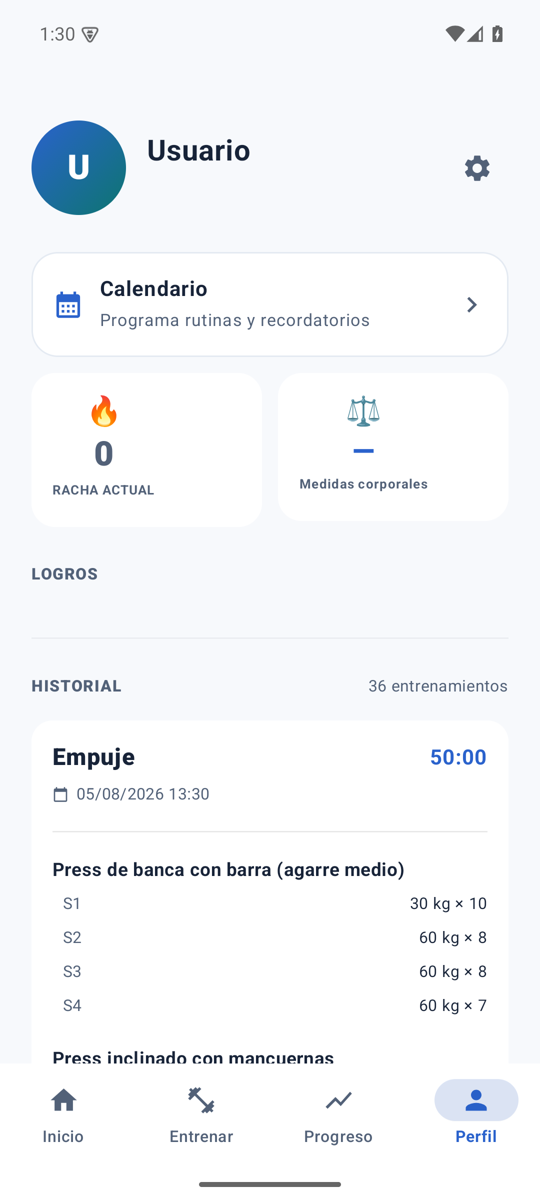 1:30
U
Usuario
Calendario
Programa rutinas y recordatorios
0
RACHA ACTUAL
–
Medidas corporales
LOGROS
HISTORIAL
36 entrenamientos
Empuje
50:00
05/08/2026 13:30
Press de banca con barra (agarre medio)
S1
30 kg × 10
S2
60 kg × 8
S3
60 kg × 8
S4
60 kg × 7
Press inclinado con mancuernas
Inicio
Entrenar
Progreso
Perfil